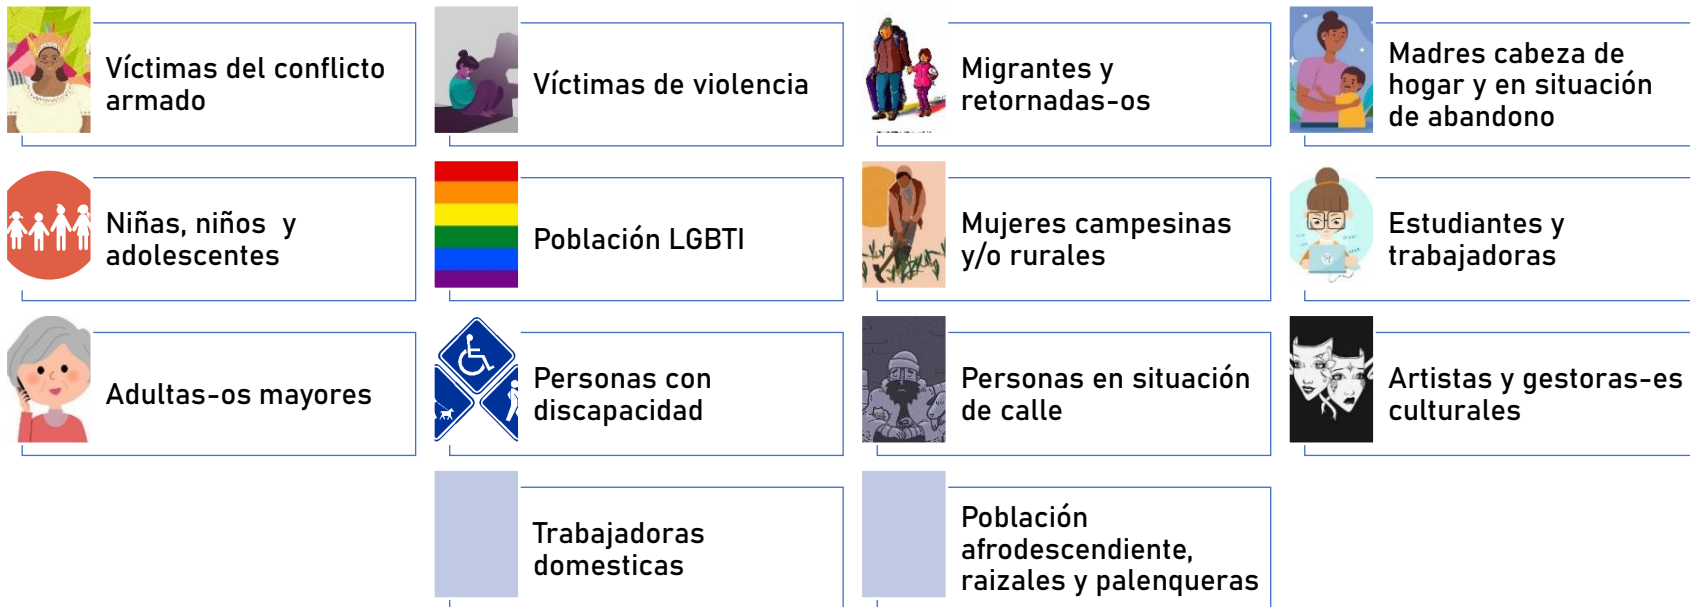 Víctimas del conflicto
armado
Víctimas de violencia
Migrantes y
retornadas-os
Madres cabeza de
hogar y en situación
de abandono
Niñas, niños y
adolescentes
Población LGBTI
Mujeres campesinas
y/o rurales
Estudiantes y
trabajadoras
Adultas-os mayores
Personas con
discapacidad
Personas en situación
de calle
Artistas y gestoras-es
culturales
Trabajadoras
domesticas
Población
afrodescendiente,
raizales y palenqueras